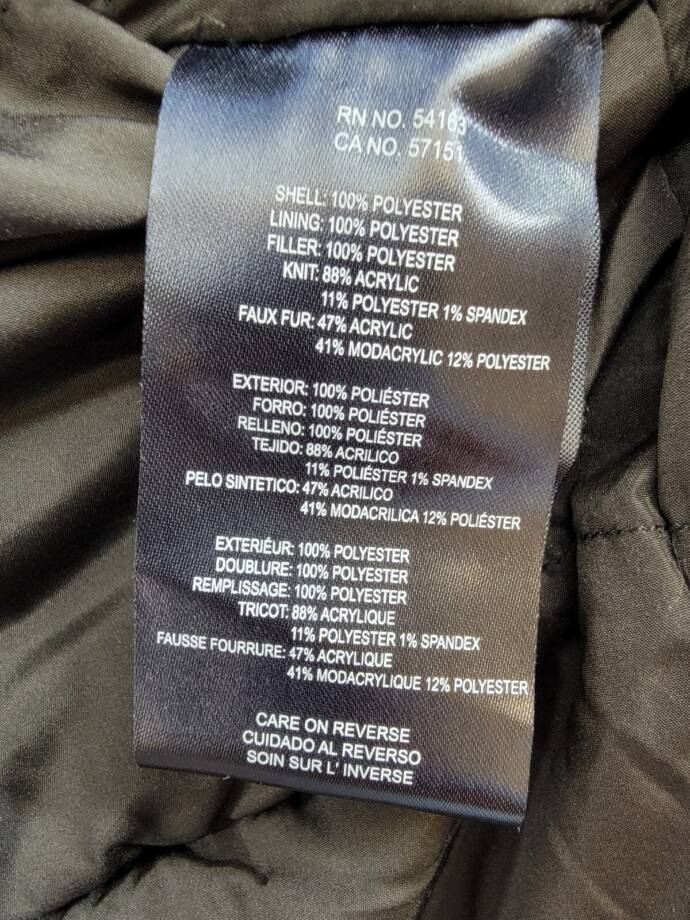 RN NO. 54163
CA NO. 57151
SHELL: 100% POLYESTER
LINING: 100% POLYESTER
FILLER: 100% POLYESTER
KNIT: 88% ACRYLIC
11% POLYESTER 1% SPANDEX
FAUX FUR: 47% ACRYLIC
41% MODACRYLIC 12% POLYESTER
EXTERIOR: 100% POLIÉSTER
FORRO: 100% POLIÉSTER
RELLENO: 100% POLIÉSTER
TEJIDO: 88% ACRILICO
11% POLIÉSTER 1% SPANDEX
PELO SINTETICO: 47% ACRILICO
41% MODACRILICA 12% POLIÉSTER
EXTERIÉUR: 100% POLYESTER
DOUBLURE: 100% POLYESTER
REMPLISSAGE: 100% POLYESTER
TRICOT: 88% ACRYLIQUE
11% POLYESTER 1% SPANDEX
FAUSSE FOURRURE: 47% ACRYLIQUE
41% MODACRYLIQUE 12% POLYESTER
CARE ON REVERSE
CUIDADO AL REVERSO
SOIN SUR L' INVERSE